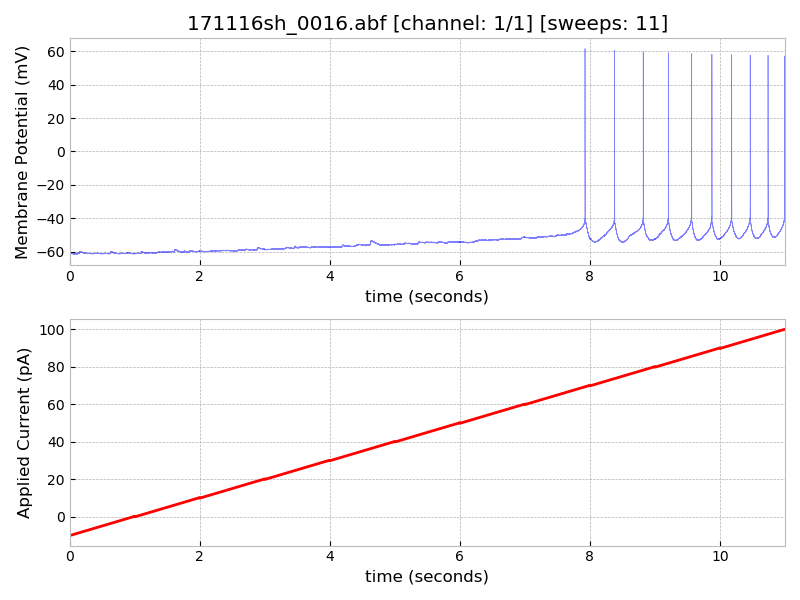 171116sh_0016.abf [channel: 1/1] [sweeps: 11]
Membrane Potential (mV)
60
40
20
0
−20
−40
−60
0 2 4 6 8 10
time (seconds)
Applied Current (pA)
100
80
60
40
20
0
0 2 4 6 8 10
time (seconds)